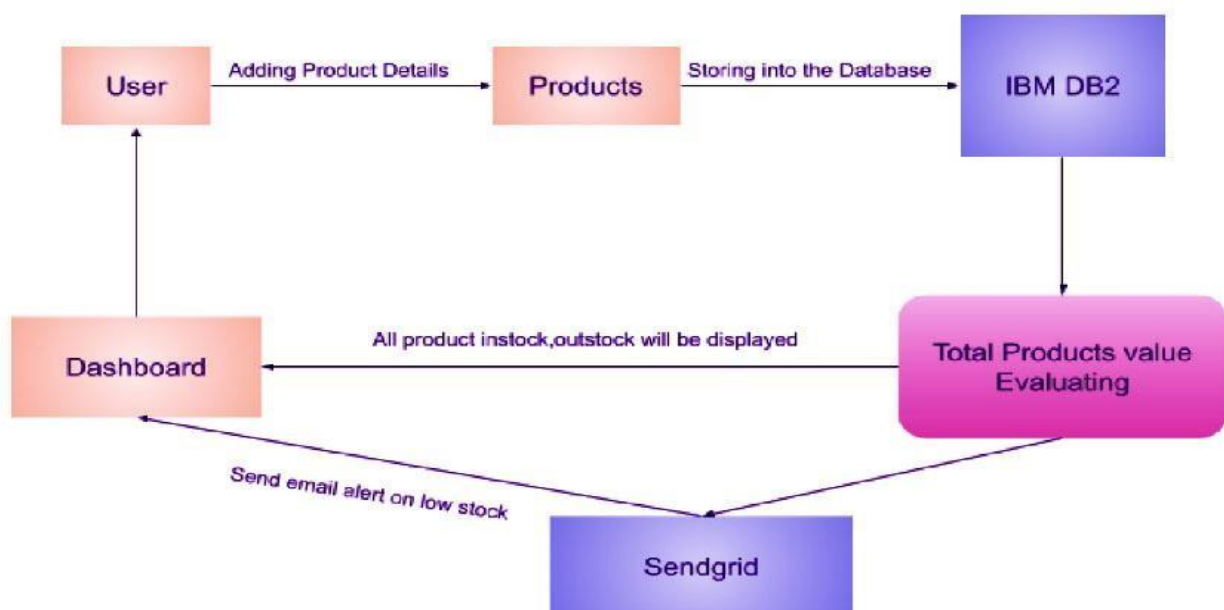 User
Adding Product Details
Products
Storing into the Database
IBM DB2
Dashboard
All product instock,outstock will be displayed
Total Products value
Evaluating
Send email alert on low stock
Sendgrid